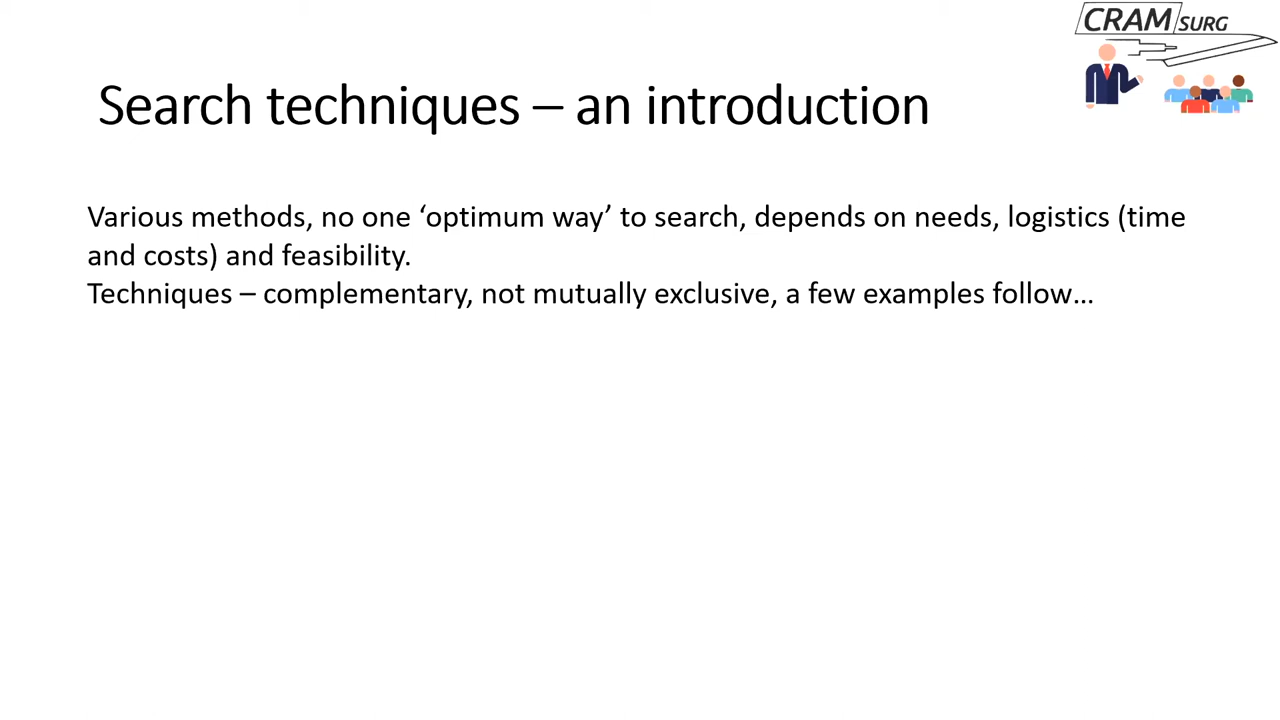 CRAM SURG
Search techniques – an introduction
Various methods, no one ‘optimum way’ to search, depends on needs, logistics (time
and costs) and feasibility.
Techniques – complementary, not mutually exclusive, a few examples follow…